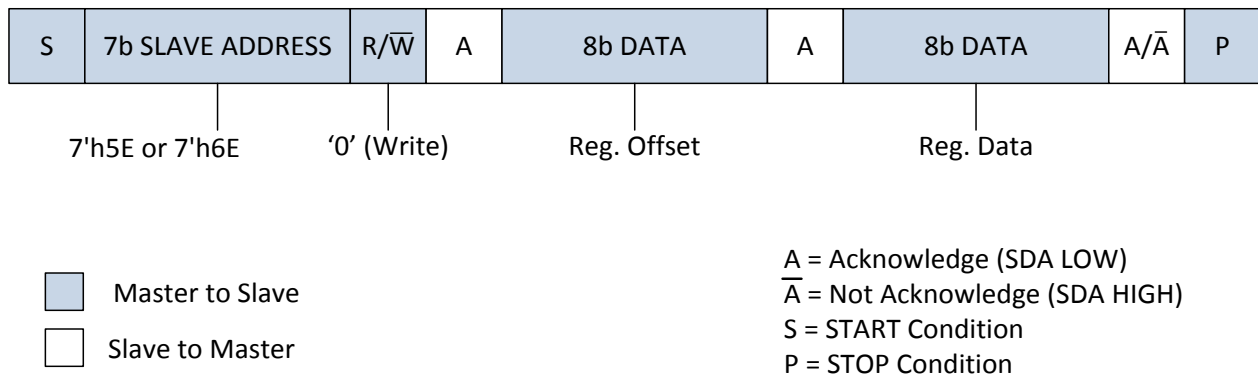 S 7b SLAVE ADDRESS R/W̅ A 8b DATA A 8b DATA A/A̅ P
7'h5E or 7'h6E ‘0’ (Write) Reg. Offset Reg. Data
Master to Slave
Slave to Master
A = Acknowledge (SDA LOW)
A̅ = Not Acknowledge (SDA HIGH)
S = START Condition
P = STOP Condition